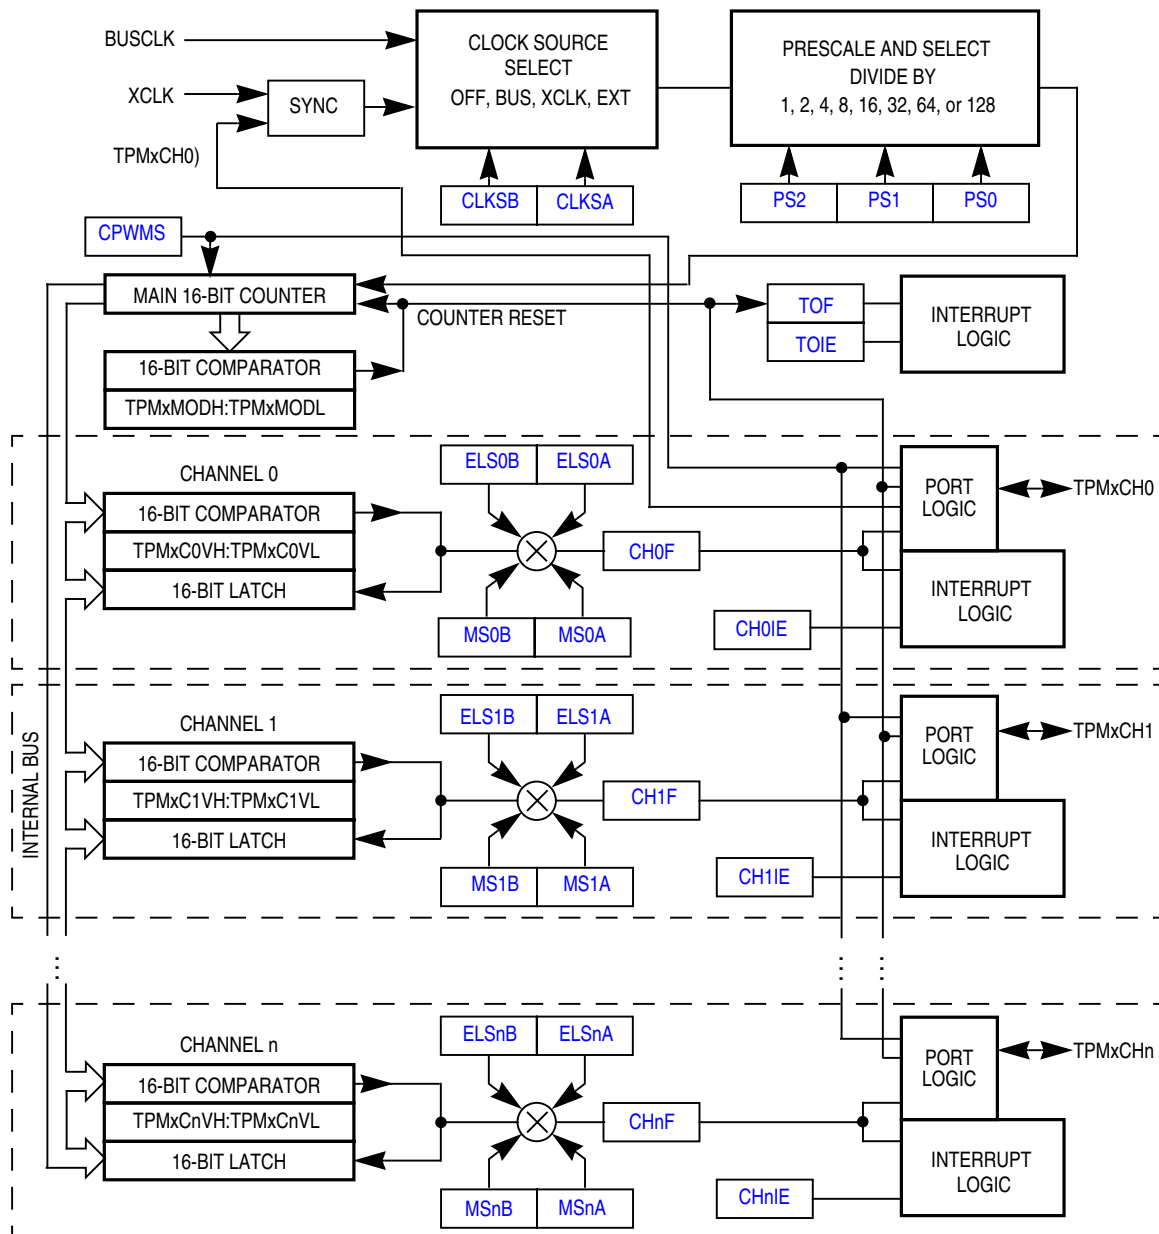 BUSCLK
XCLK
TPMxCH0)
SYNC
CLOCK SOURCE
SELECT
OFF, BUS, XCLK, EXT
CLKSB
CLKSA
PRESCALE AND SELECT
DIVIDE BY
1, 2, 4, 8, 16, 32, 64, or 128
PS2
PS1
PS0
CPWMS
MAIN 16-BIT COUNTER
COUNTER RESET
16-BIT COMPARATOR
TPMxMODH:TPMxMODL
TOF
TOIE
INTERRUPT
LOGIC
INTERNAL BUS
CHANNEL 0
16-BIT COMPARATOR
TPMxC0VH:TPMxC0VL
16-BIT LATCH
ELS0B
ELS0A
MS0B
MS0A
CH0F
CH0IE
PORT
LOGIC
INTERRUPT
LOGIC
TPMxCH0
CHANNEL 1
16-BIT COMPARATOR
TPMxC1VH:TPMxC1VL
16-BIT LATCH
ELS1B
ELS1A
MS1B
MS1A
CH1F
CH1IE
PORT
LOGIC
INTERRUPT
LOGIC
TPMxCH1
CHANNEL n
16-BIT COMPARATOR
TPMxCnVH:TPMxCnVL
16-BIT LATCH
ELSnB
ELSnA
MSnB
MSnA
CHnF
CHnIE
PORT
LOGIC
INTERRUPT
LOGIC
TPMxCHn